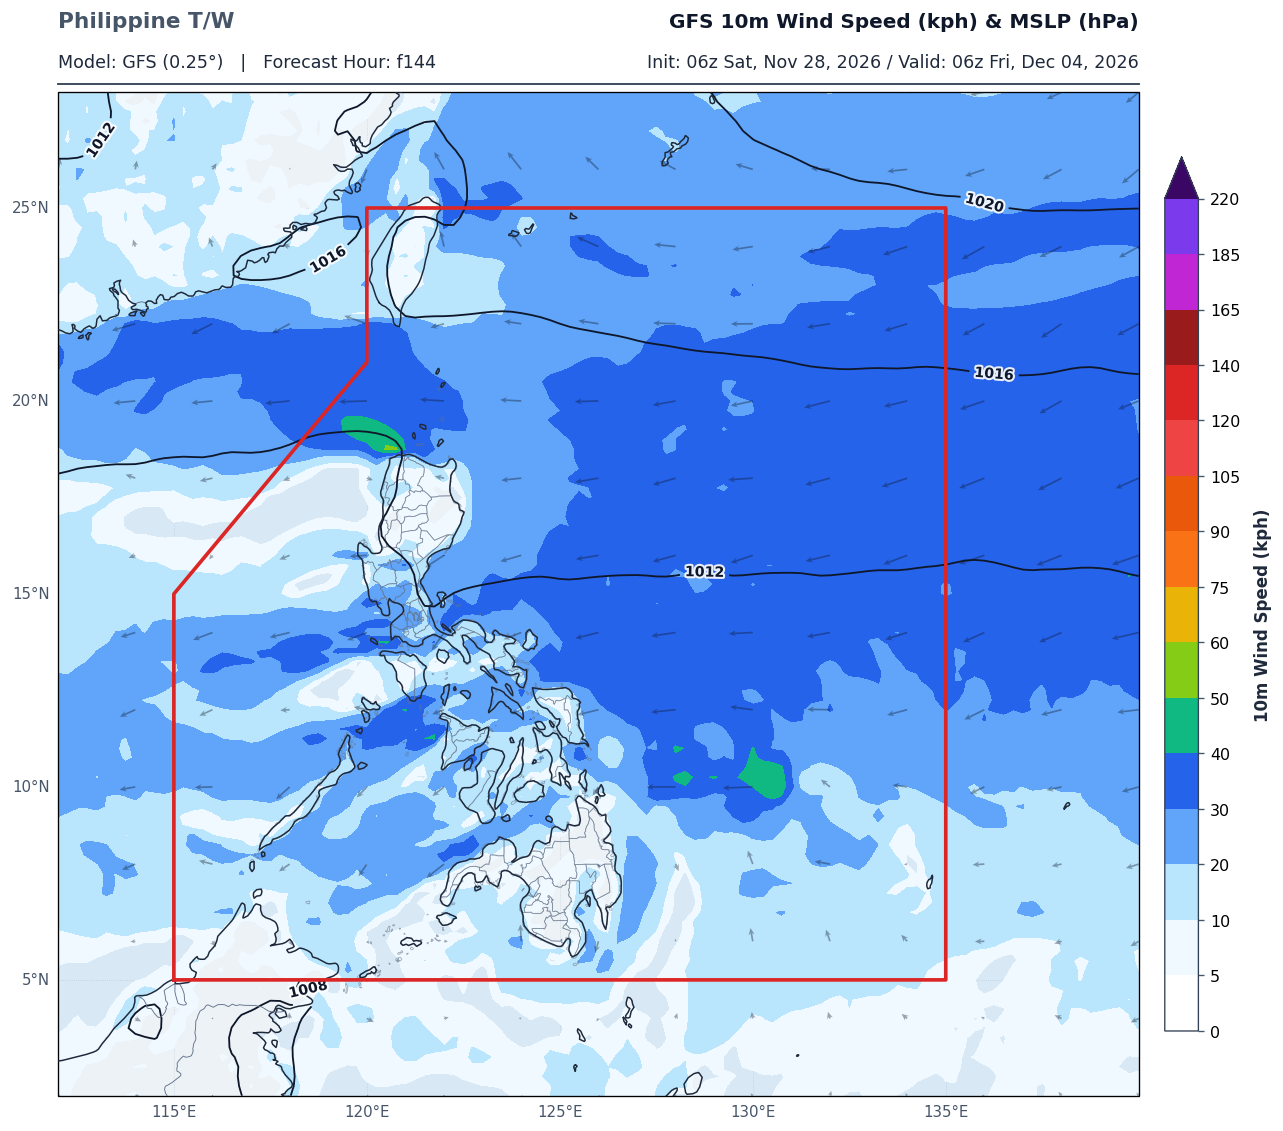 Philippine T/W
GFS 10m Wind Speed (kph) & MSLP (hPa)
Model: GFS (0.25°)   |   Forecast Hour: f144
Init: 06z Sat, Nov 28, 2026 / Valid: 06z Fri, Dec 04, 2026
1012
1020
1016
1016
1012
1008
25°N
20°N
15°N
10°N
5°N
115°E
120°E
125°E
130°E
135°E
220
185
165
140
120
105
90
75
60
50
40
30
20
10
5
0
10m Wind Speed (kph)